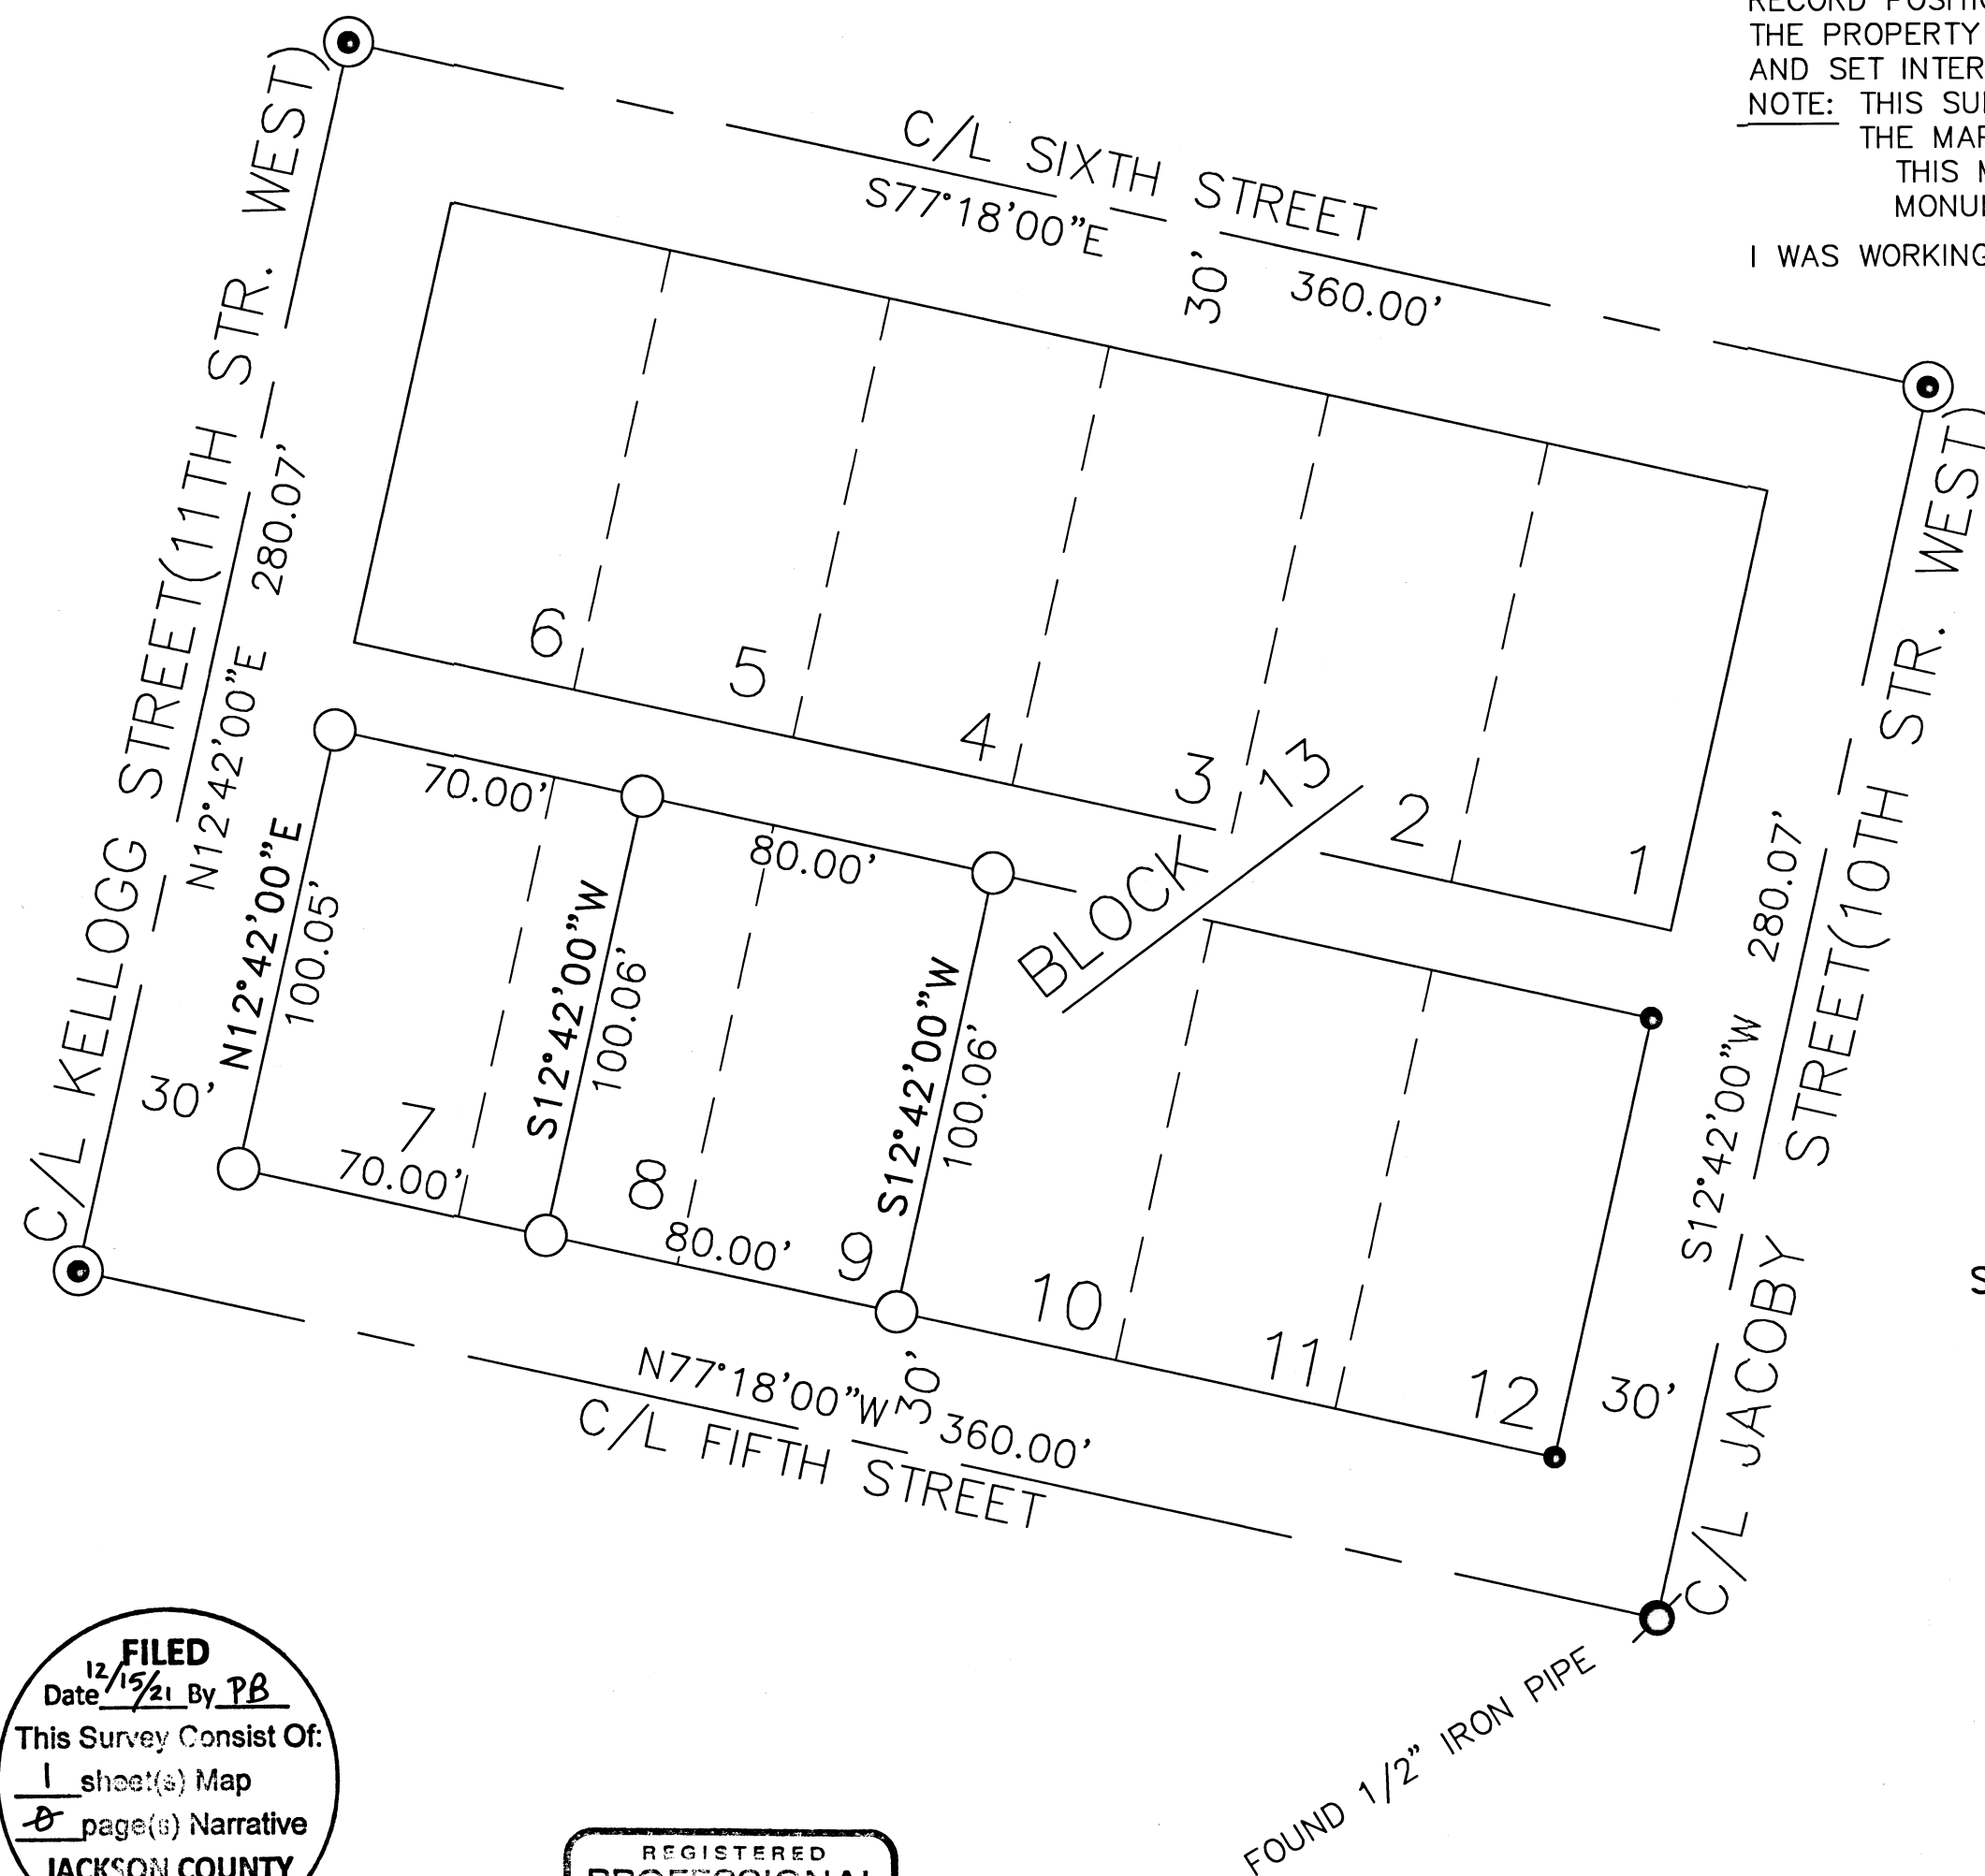 THE PROPERTY
AND SET INTER
NOTE: THIS SU
THE MAP
THIS M
MONU
I WAS WORKING
C/L SIXTH STREET
S77°18'00"E 360.00'
30'
C/L KELLOGG STREET(11TH STR. WEST)
N12°42'00"E 280.07'
6
5
4
3
2
1
BLOCK 13
70.00'
80.00'
N12°42'00"E
100.05'
S12°42'00"W
100.06'
S12°42'00"W
100.06'
30'
7
8
9
10
11
12
70.00'
80.00'
30'
30'
S12°42'00"W 280.07'
C/L JACOBY STREET(10TH STR. WEST)
N77°18'00"W 360.00'
C/L FIFTH STREET
FOUND 1/2" IRON PIPE
FILED
Date 12/15/21 By PB
This Survey Consist Of:
1 sheet(s) Map
0 page(s) Narrative
JACKSON COUNTY
REGISTERED
PROFESSIONAL